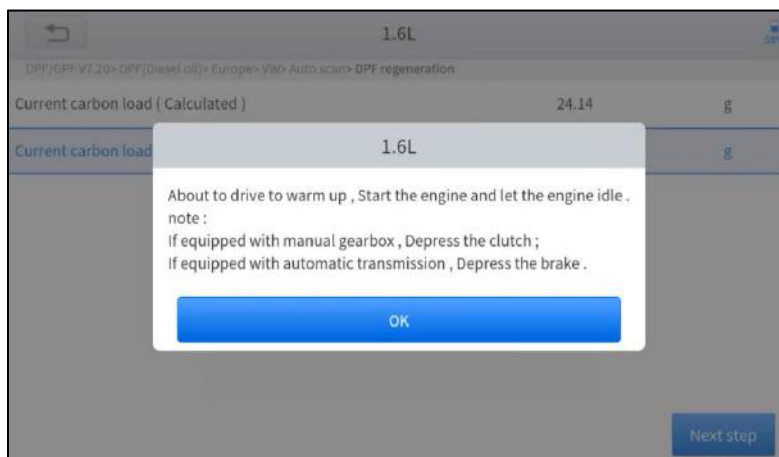 1.6L
DPF/GPF V7.20> DPF(Diesel oil)> Europe> VW> Auto scan> DPF regeneration
Current carbon load ( Calculated ) 24.14 g
Current carbon load g
1.6L
About to drive to warm up , Start the engine and let the engine idle .
note :
If equipped with manual gearbox , Depress the clutch ;
If equipped with automatic transmission , Depress the brake .
OK
Next step